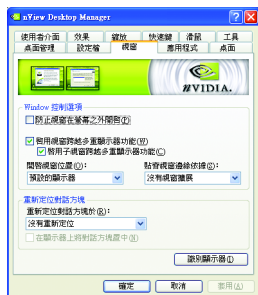 nView Desktop Manager
使用者介面 效果 縮放 快速鍵 滑鼠 工具
桌面管理 設定檔 視窗 應用程式 桌面
nVIDIA.
Window 控制選項
防止視窗在螢幕之外開啓(P)
啓用視窗跨越多重顯示器功能(W)
啓用子視窗跨越多重顯示器功能(C)
開啓視窗位置(O):
預設的顯示器
黏脊視窗邊緣依據(S):
沒有視窗擴展
重新定位對話方塊
重新定位對話方塊於(R):
沒有重新定位
在顯示器上將對話方塊置中(N)
識別顯示器(I)
確定 取消 套用(A)